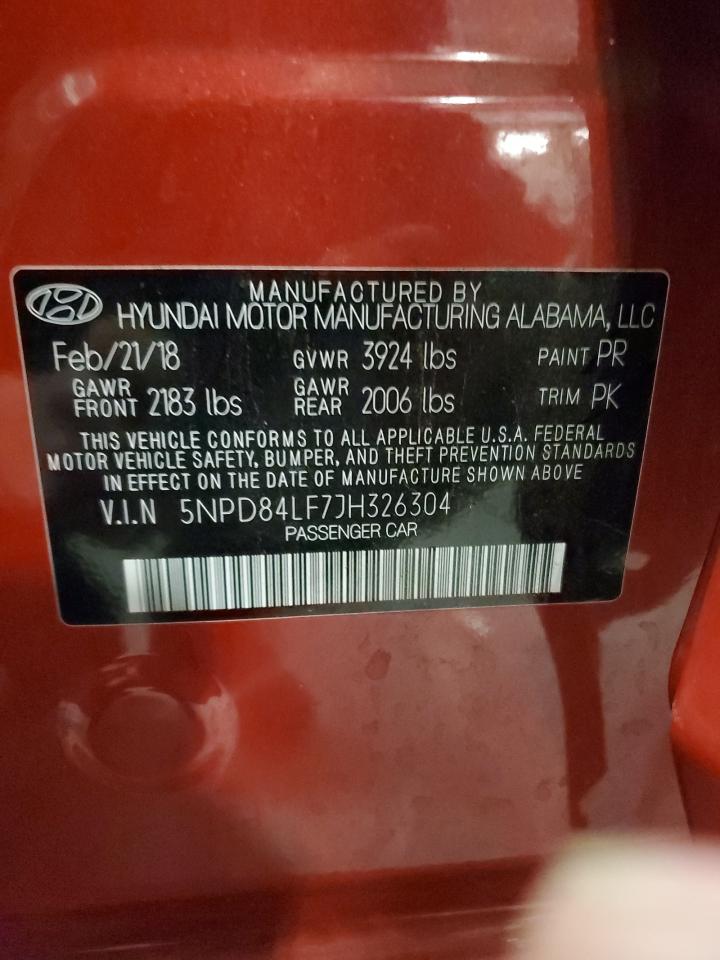 MANUFACTURED BY
HYUNDAI MOTOR MANUFACTURING ALABAMA, LLC
Feb/21/18 GVWR 3924 lbs PAINT PR
GAWR FRONT 2183 lbs GAWR REAR 2006 lbs TRIM PK
THIS VEHICLE CONFORMS TO ALL APPLICABLE U.S.A. FEDERAL
MOTOR VEHICLE SAFETY, BUMPER, AND THEFT PREVENTION STANDARDS
IN EFFECT ON THE DATE OF MANUFACTURE SHOWN ABOVE
V.I.N 5NPD84LF7JH326304
PASSENGER CAR